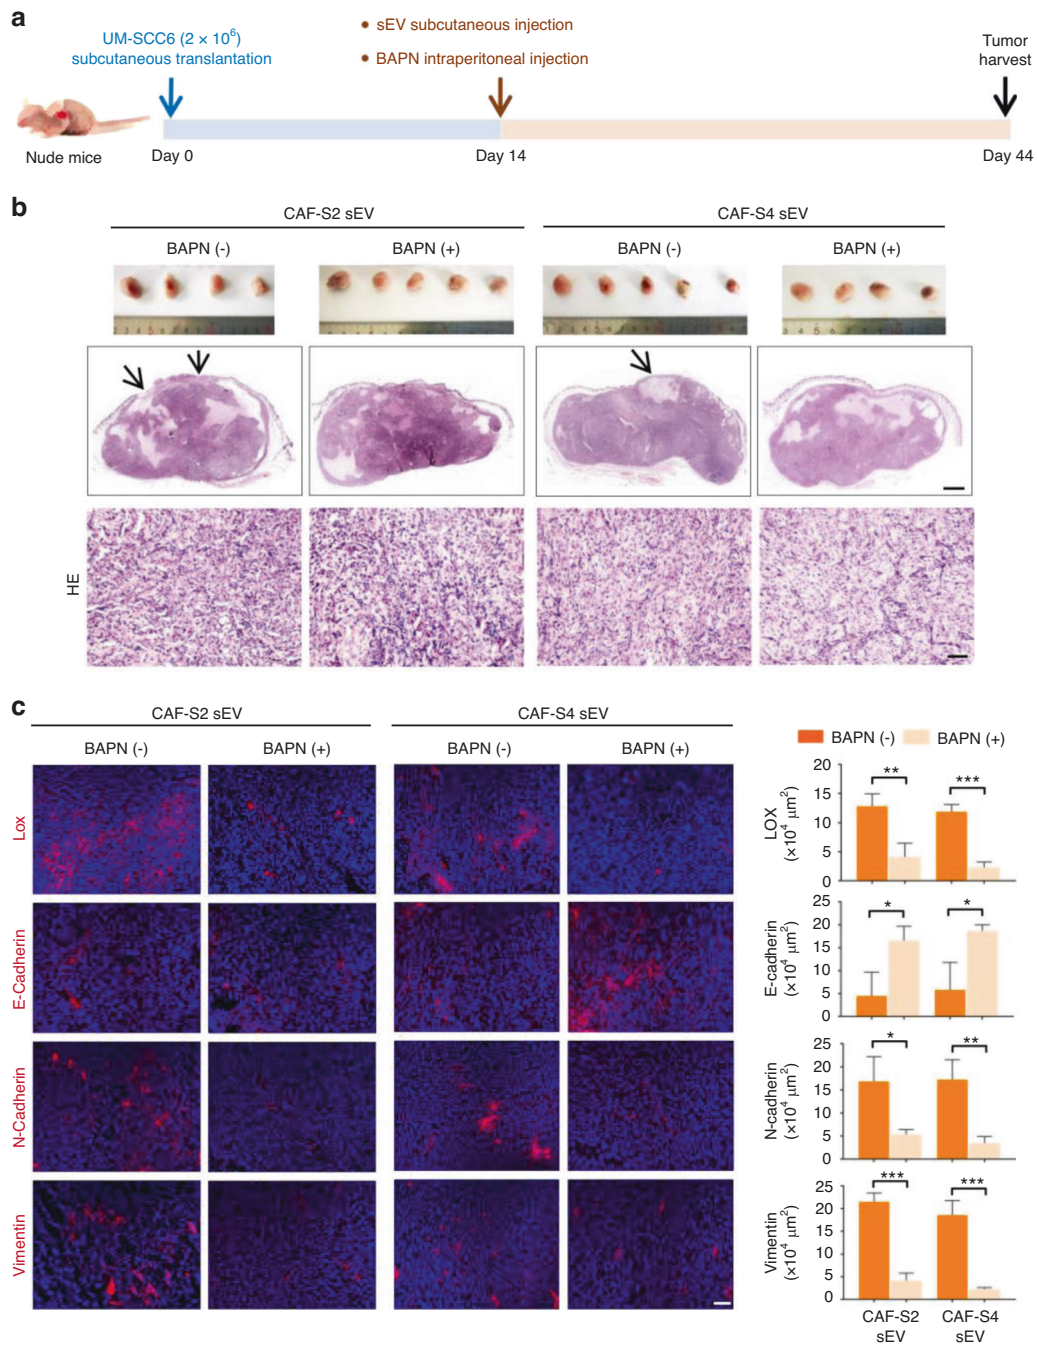 a
UM-SCC6 (2 × 10⁶)
subcutaneous translantation
• sEV subcutaneous injection
• BAPN intraperitoneal injection
Tumor
harvest
Nude mice
Day 0
Day 14
Day 44
b
CAF-S2 sEV
CAF-S4 sEV
BAPN (-)
BAPN (+)
BAPN (-)
BAPN (+)
HE
c
CAF-S2 sEV
CAF-S4 sEV
BAPN (-)
BAPN (+)
BAPN (-)
BAPN (+)
Lox
E-Cadherin
N-Cadherin
Vimentin
BAPN (-)
BAPN (+)
LOX
(×10⁴ μm²)
20
15
10
5
0
**
***
E-cadherin
(×10⁴ μm²)
25
20
15
10
5
0
*
*
N-cadherin
(×10⁴ μm²)
25
20
15
10
5
0
*
**
Vimentin
(×10⁴ μm²)
25
20
15
10
5
0
***
***
CAF-S2
sEV
CAF-S4
sEV